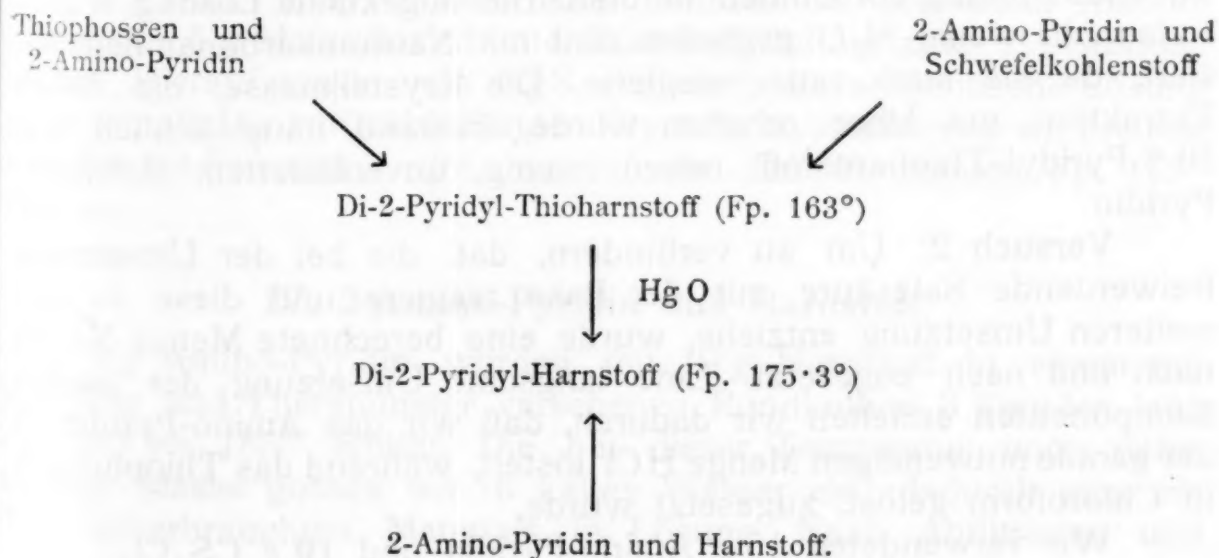 Thiophosgen und
2-Amino-Pyridin
2-Amino-Pyridin und
Schwefelkohlenstoff
Di-2-Pyridyl-Thioharnstoff (Fp. 163°)
Hg O
Di-2-Pyridyl-Harnstoff (Fp. 175·3°)
2-Amino-Pyridin und Harnstoff.